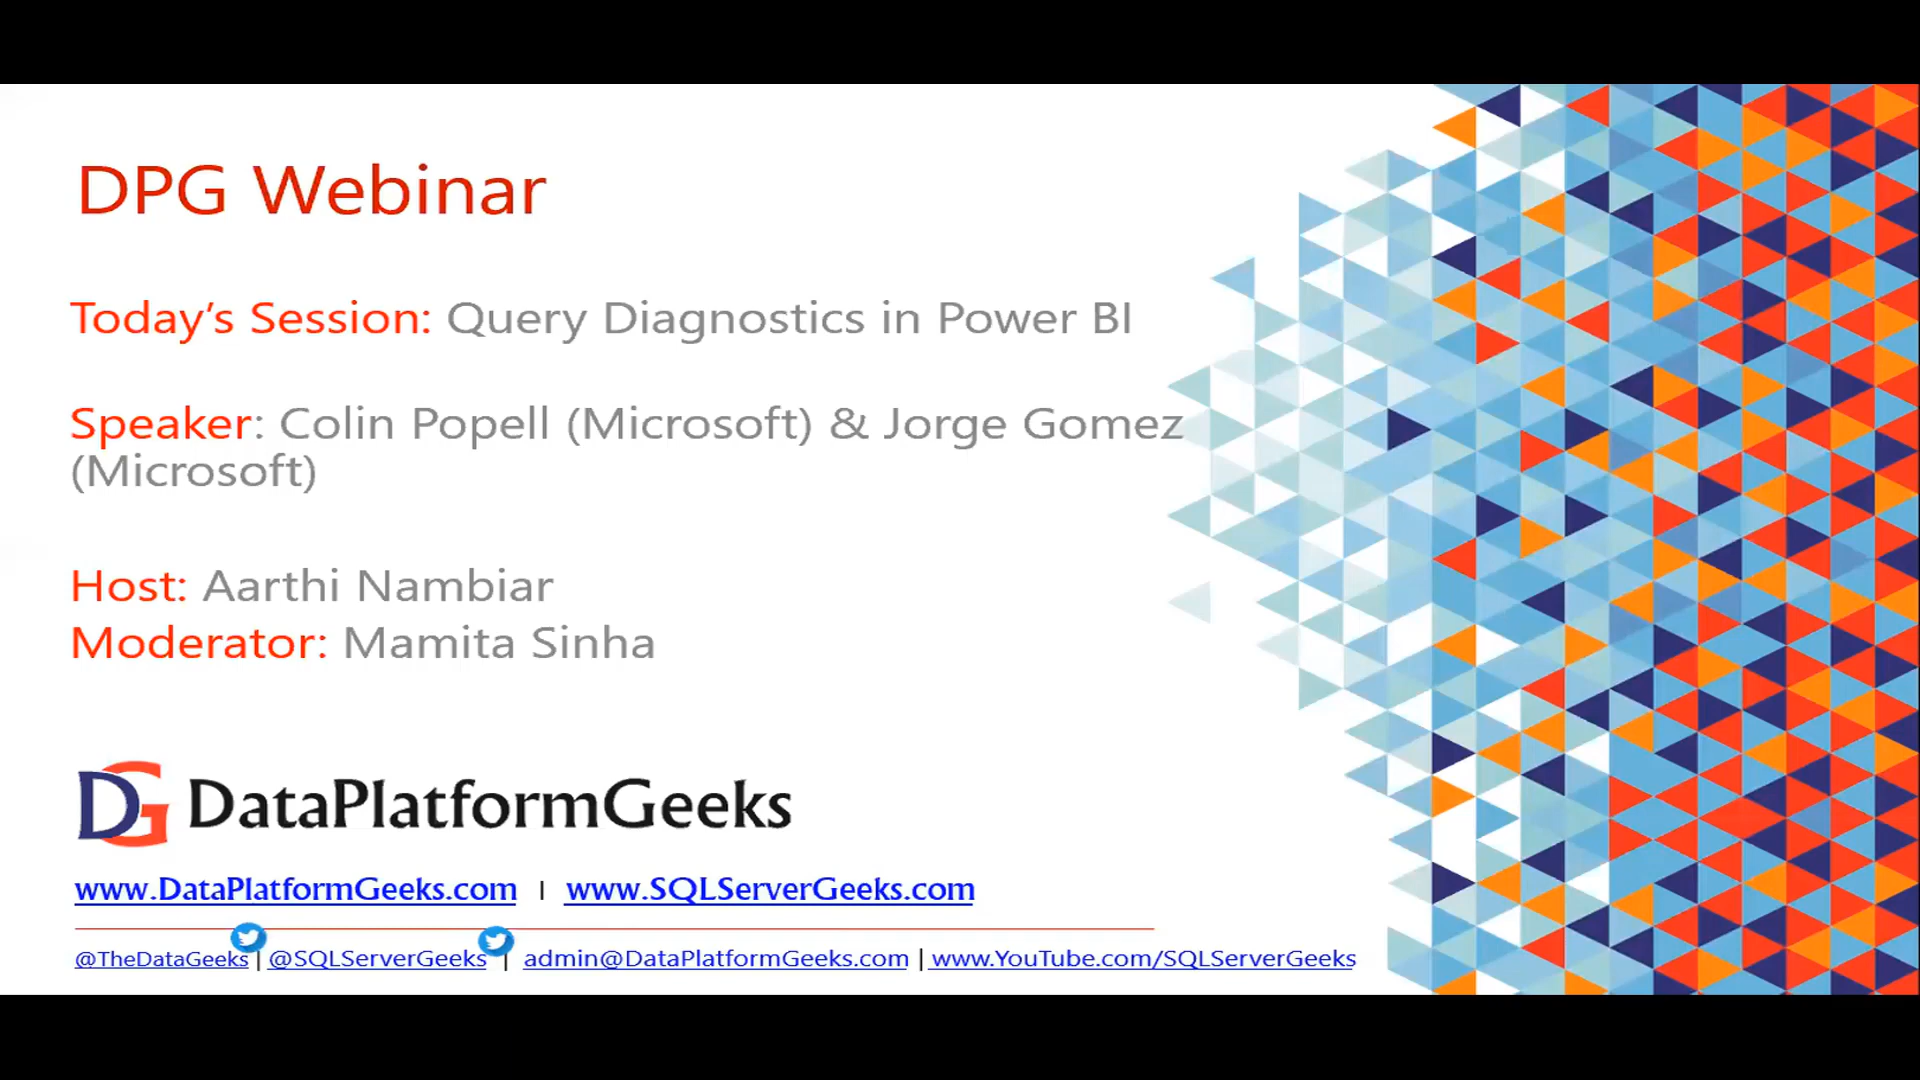 DPG Webinar
Today's Session: Query Diagnostics in Power BI
Speaker: Colin Popell (Microsoft) & Jorge Gomez
(Microsoft)
Host: Aarthi Nambiar
Moderator: Mamita Sinha
DG DataPlatformGeeks
www.DataPlatformGeeks.com | www.SQLServerGeeks.com
@TheDataGeeks | @SQLServerGeeks | admin@DataPlatformGeeks.com | www.YouTube.com/SQLServerGeeks